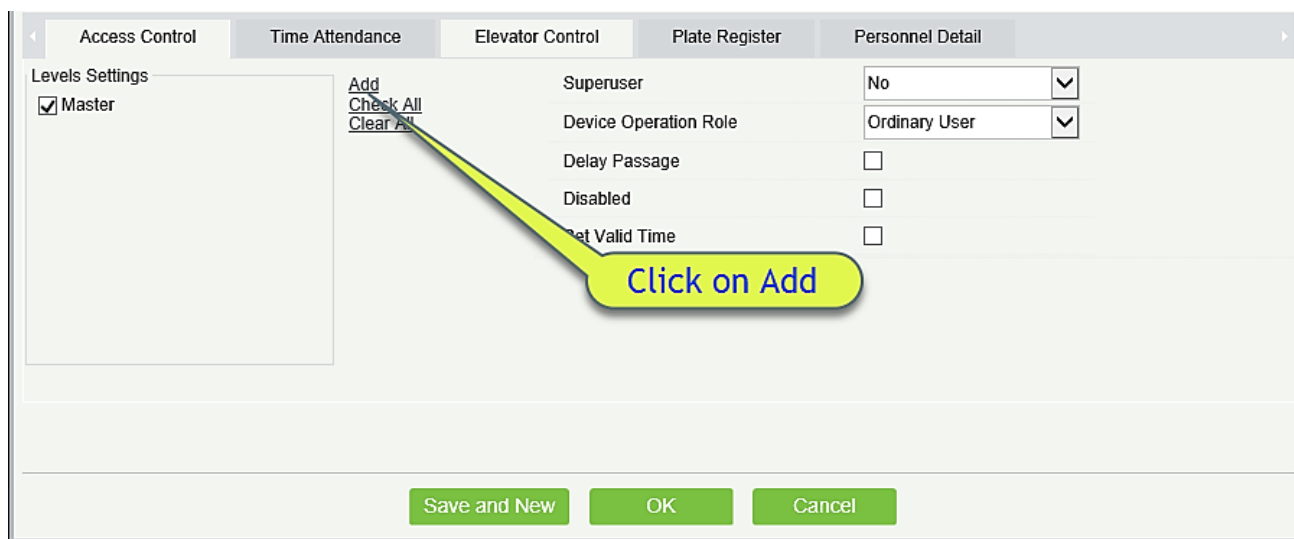 Access Control Time Attendance Elevator Control Plate Register Personnel Detail
Levels Settings
Master
Add
Check All
Clear All
Superuser No
Device Operation Role Ordinary User
Delay Passage
Disabled
Set Valid Time
Click on Add
Save and New OK Cancel